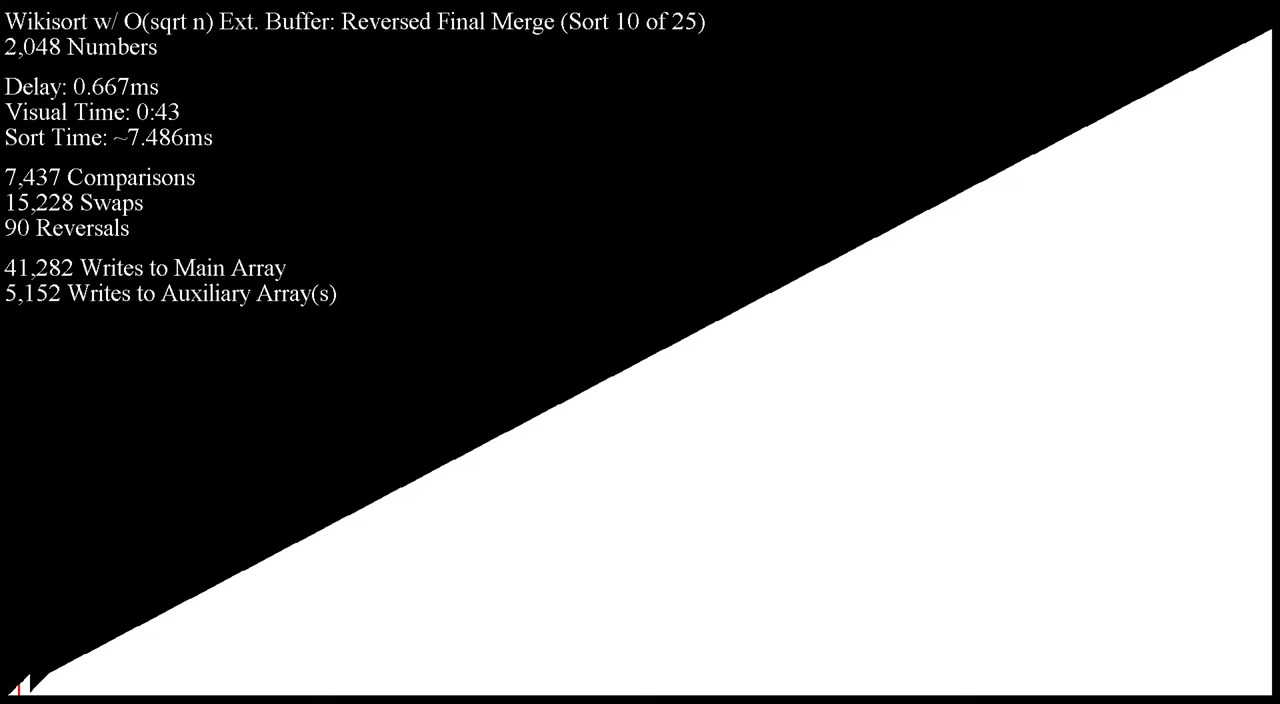 Wikisort w/ O(sqrt n) Ext. Buffer: Reversed Final Merge (Sort 10 of 25)
2,048 Numbers
Delay: 0.667ms
Visual Time: 0:43
Sort Time: ~7.486ms
7,437 Comparisons
15,228 Swaps
90 Reversals
41,282 Writes to Main Array
5,152 Writes to Auxiliary Array(s)